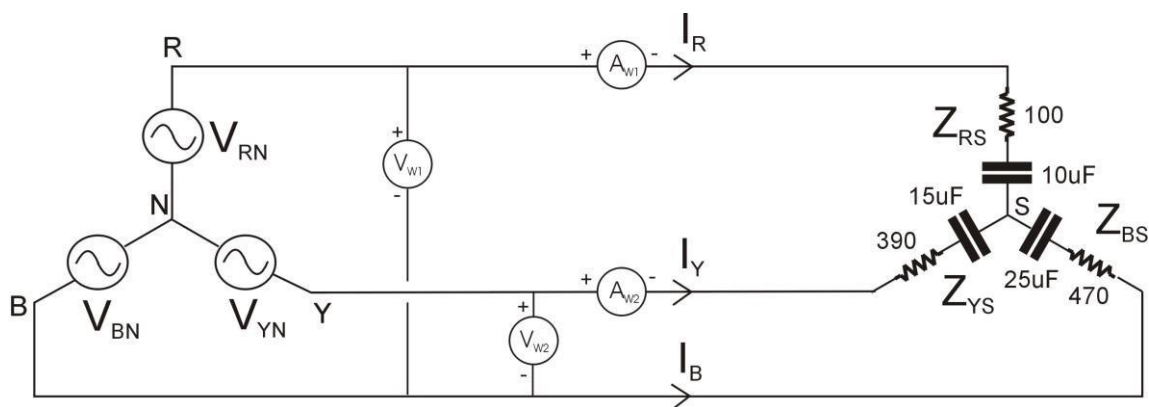 R
+ A_W1 - I_R
V_RN
+ V_W1 -
Z_RS 100
10uF
N
15uF S Z_BS
390
+ A_W2 - I_Y
B V_BN V_YN Y
Z_YS 25uF 470
+ V_W2 -
I_B